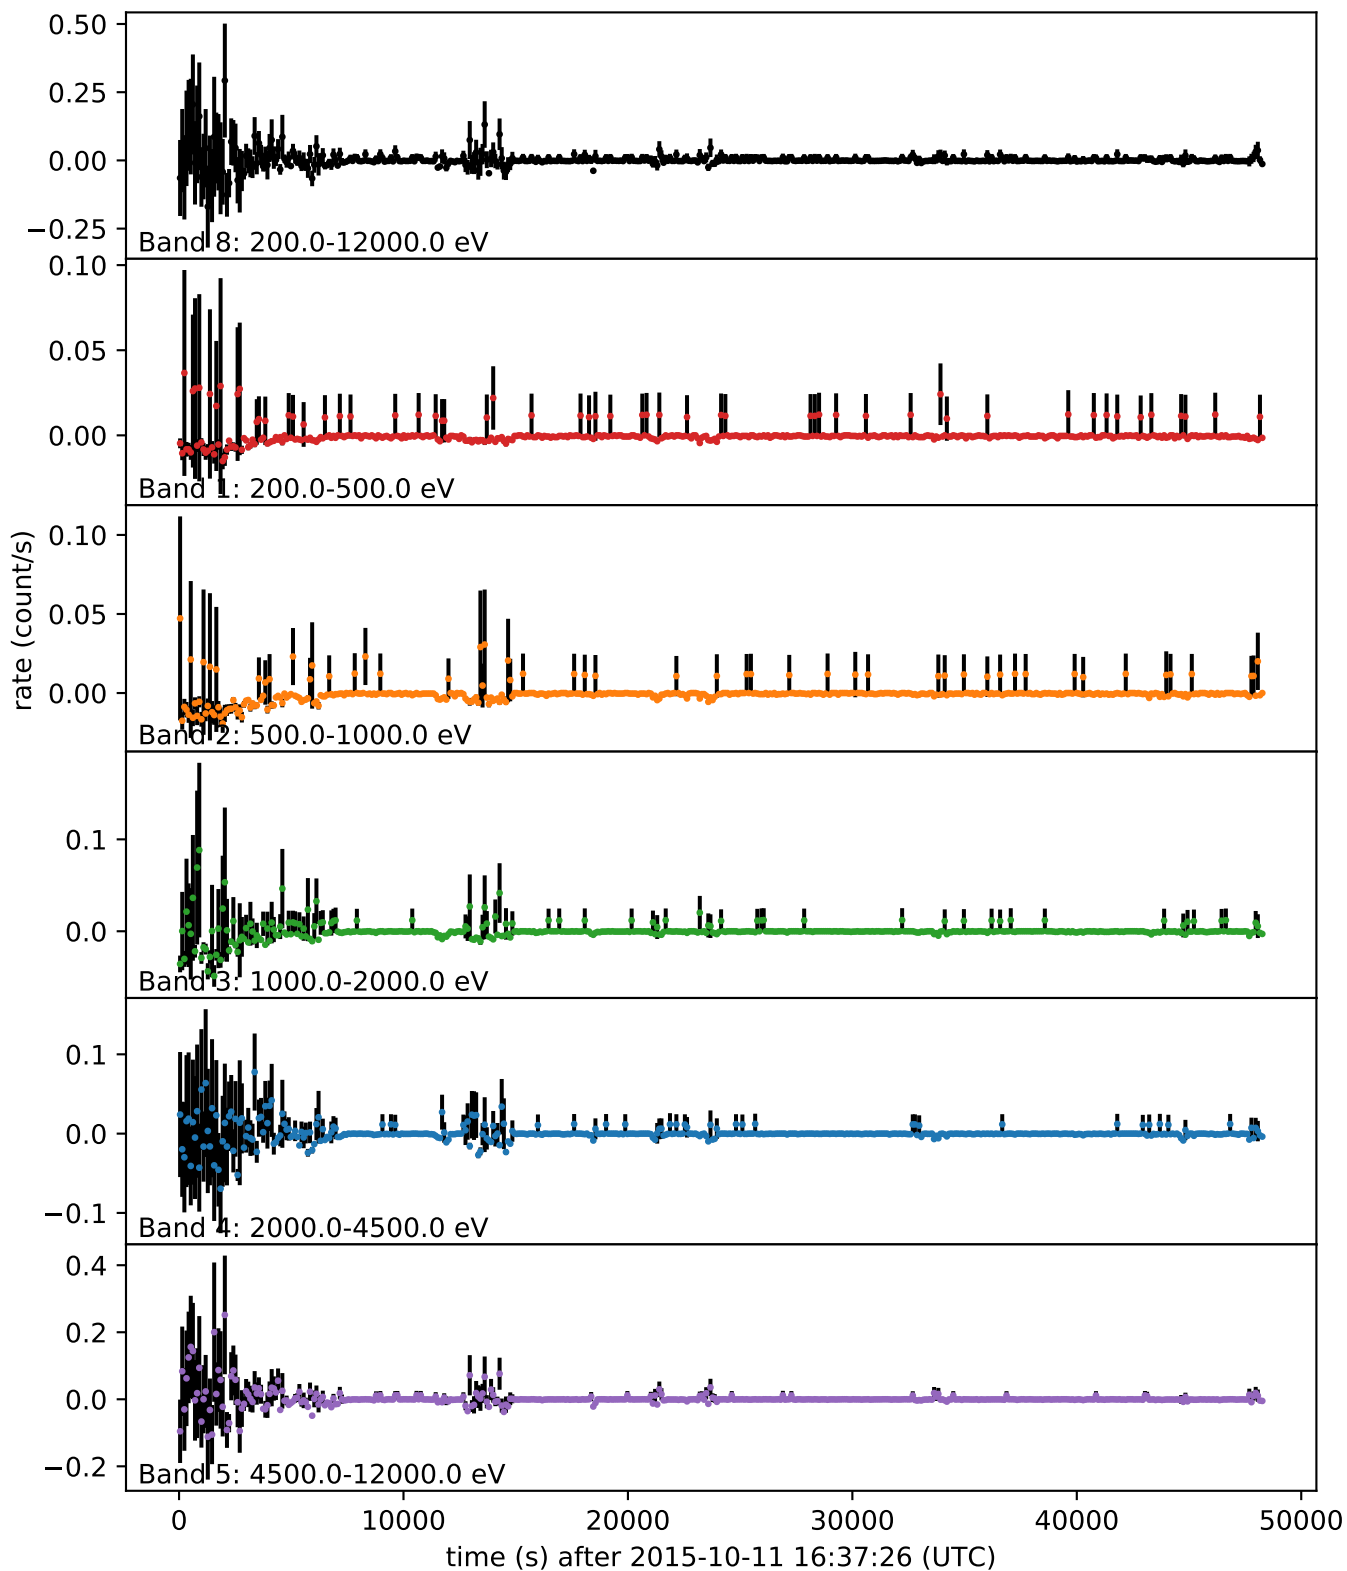 0.50
0.25
0.00
−0.25
Band 8: 200.0-12000.0 eV
0.10
0.05
0.00
Band 1: 200.0-500.0 eV
rate (count/s)
0.10
0.05
0.00
Band 2: 500.0-1000.0 eV
0.1
0.0
Band 3: 1000.0-2000.0 eV
0.1
0.0
−0.1
Band 4: 2000.0-4500.0 eV
0.4
0.2
0.0
−0.2
Band 5: 4500.0-12000.0 eV
0 10000 20000 30000 40000 50000
time (s) after 2015-10-11 16:37:26 (UTC)